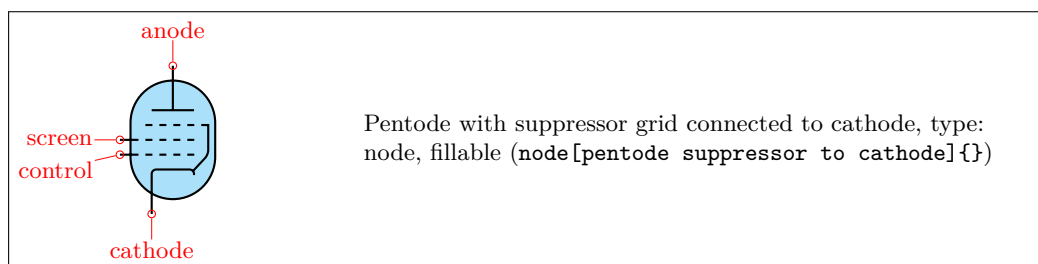 anode
screen
control
cathode
Pentode with suppressor grid connected to cathode, type:
node, fillable (node[pentode suppressor to cathode]{})